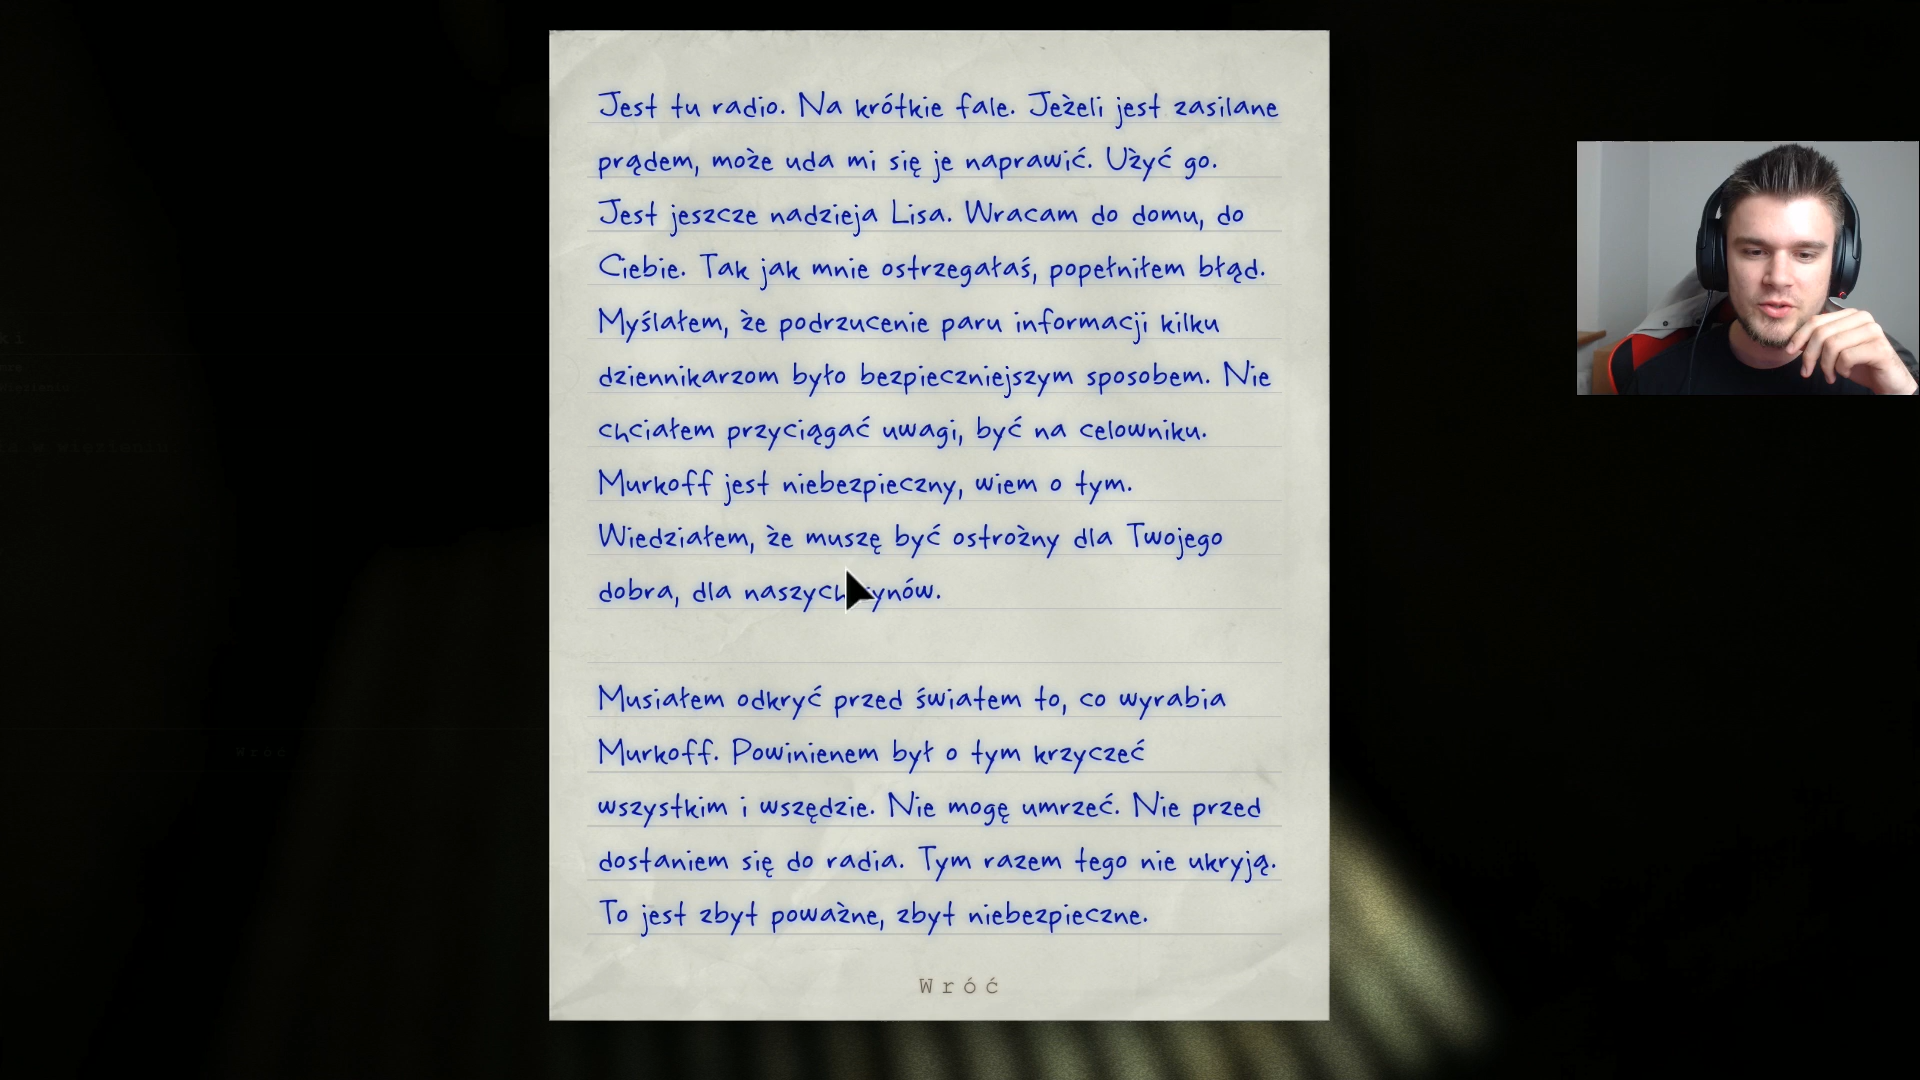 Jest tu radio. Na krótkie fale. Jeżeli jest zasilane
prądem, może uda mi się je naprawić. Użyć go.
Jest jeszcze nadzieja Lisa. Wracam do domu, do
Ciebie. Tak jak mnie ostrzegałaś, popełniłem błąd.
Myślałem, że podrzucenie paru informacji kilku
dziennikarzom było bezpieczniejszym sposobem. Nie
chciałem przyciągać uwagi, być na celowniku.
Murkoff jest niebezpieczny, wiem o tym.
Wiedziałem, że muszę być ostrożny dla Twojego
dobra, dla naszych synów.
Musiałem odkryć przed światem to, co wyrabia
Murkoff. Powinienem był o tym krzyczeć
wszystkim i wszędzie. Nie mogę umrzeć. Nie przed
dostaniem się do radia. Tym razem tego nie ukryją.
To jest zbyt poważne, zbyt niebezpieczne.
Wróć
Wróć